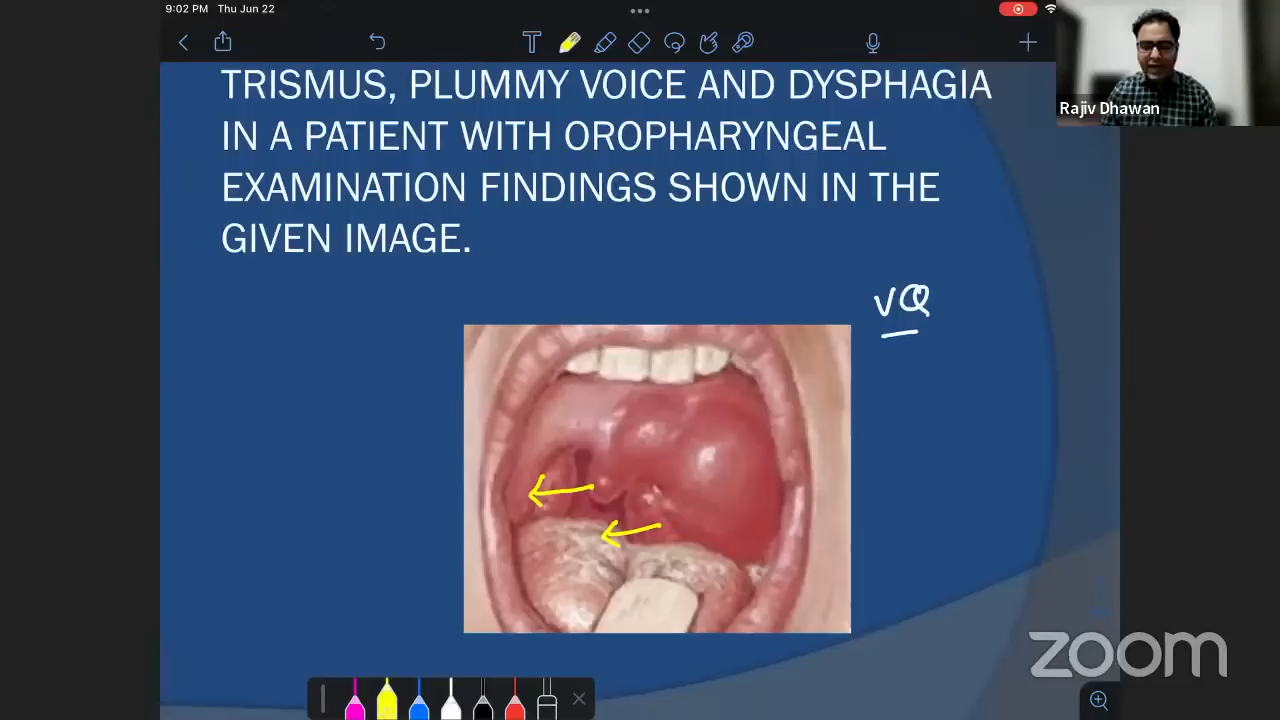 9:02 PM Thu Jun 22
Rajiv Dhawan
TRISMUS, PLUMMY VOICE AND DYSPHAGIA
IN A PATIENT WITH OROPHARYNGEAL
EXAMINATION FINDINGS SHOWN IN THE
GIVEN IMAGE.
VQ
zoom